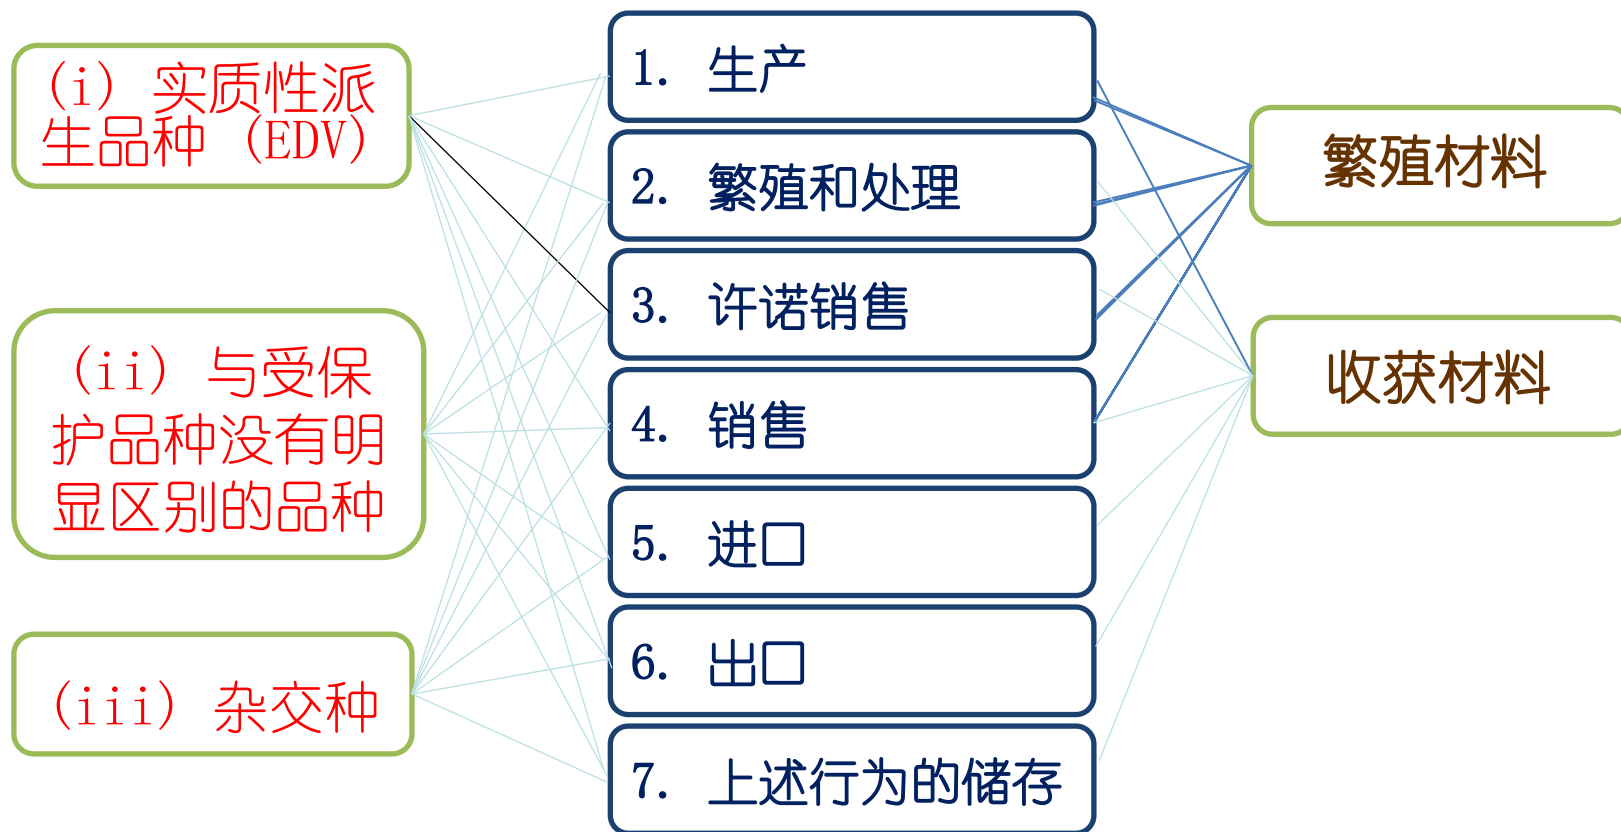 (i) 实质性派
生品种 (EDV)
(ii) 与受保
护品种没有明
显区别的品种
(iii) 杂交种
1. 生产
2. 繁殖和处理
3. 许诺销售
4. 销售
5. 进口
6. 出口
7. 上述行为的储存
繁殖材料
收获材料